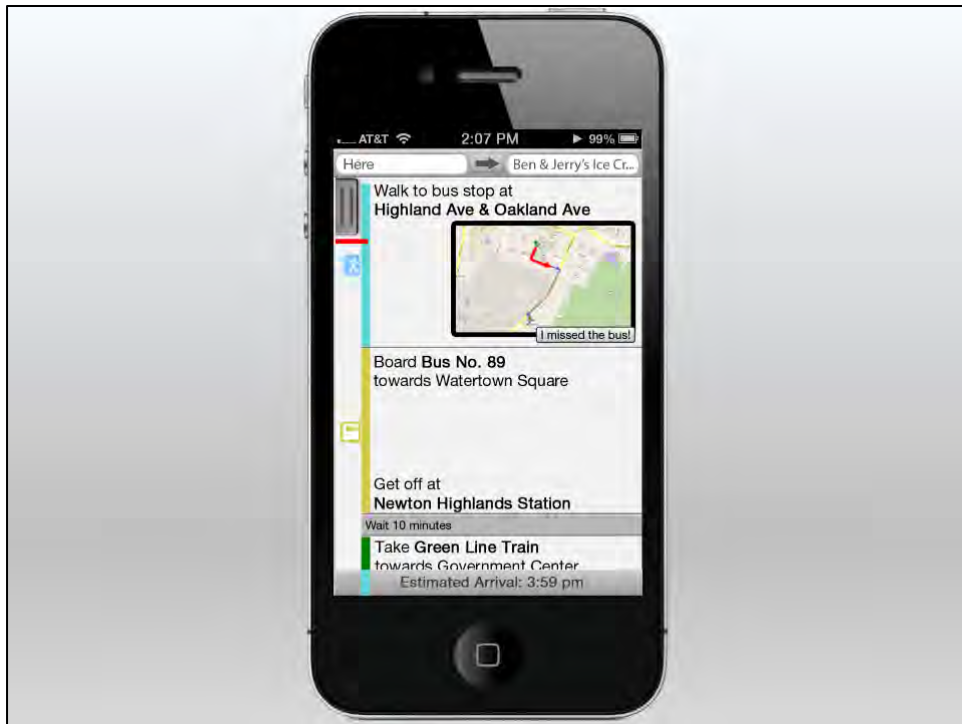 AT&T 2:07 PM 99%
Here Ben & Jerry's Ice Cr...
Walk to bus stop at
Highland Ave & Oakland Ave
I missed the bus!
Board Bus No. 89
towards Watertown Square
Get off at
Newton Highlands Station
Wait 10 minutes
Take Green Line Train
towards Government Center
Estimated Arrival: 3:59 pm